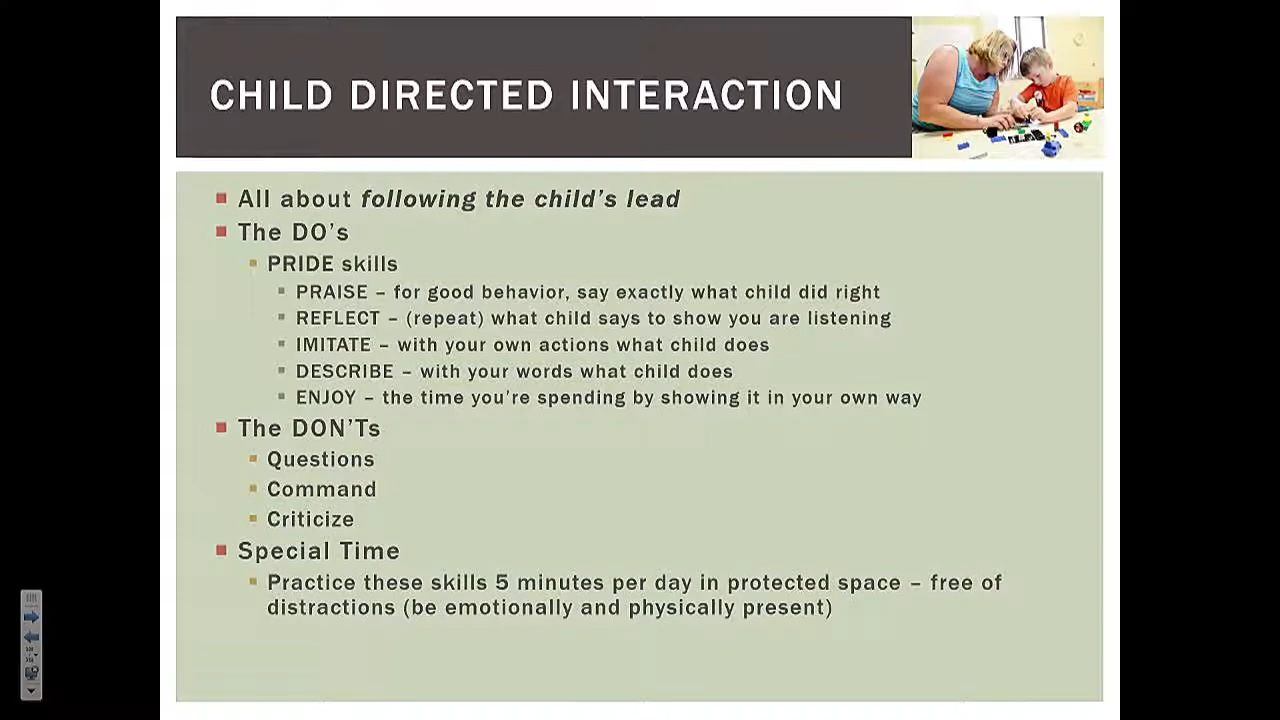 CHILD DIRECTED INTERACTION
All about following the child's lead
The DO's
PRIDE skills
PRAISE – for good behavior, say exactly what child did right
REFLECT – (repeat) what child says to show you are listening
IMITATE – with your own actions what child does
DESCRIBE – with your words what child does
ENJOY – the time you're spending by showing it in your own way
The DON'Ts
Questions
Command
Criticize
Special Time
Practice these skills 5 minutes per day in protected space – free of
distractions (be emotionally and physically present)